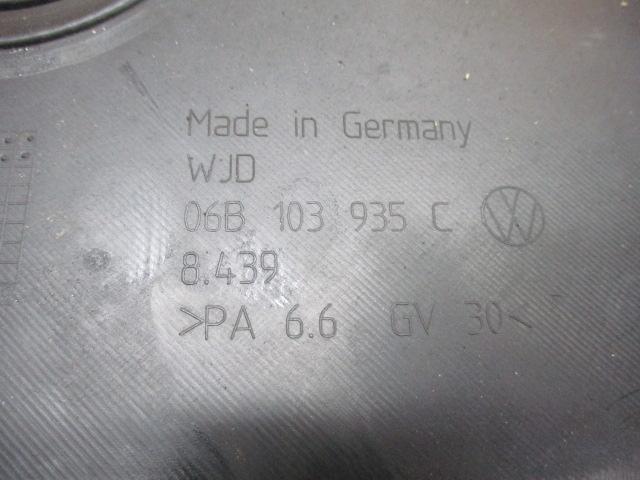 Made in Germany
WJD
06B 103 935 C
8.439
>PA 6.6 GV 30<